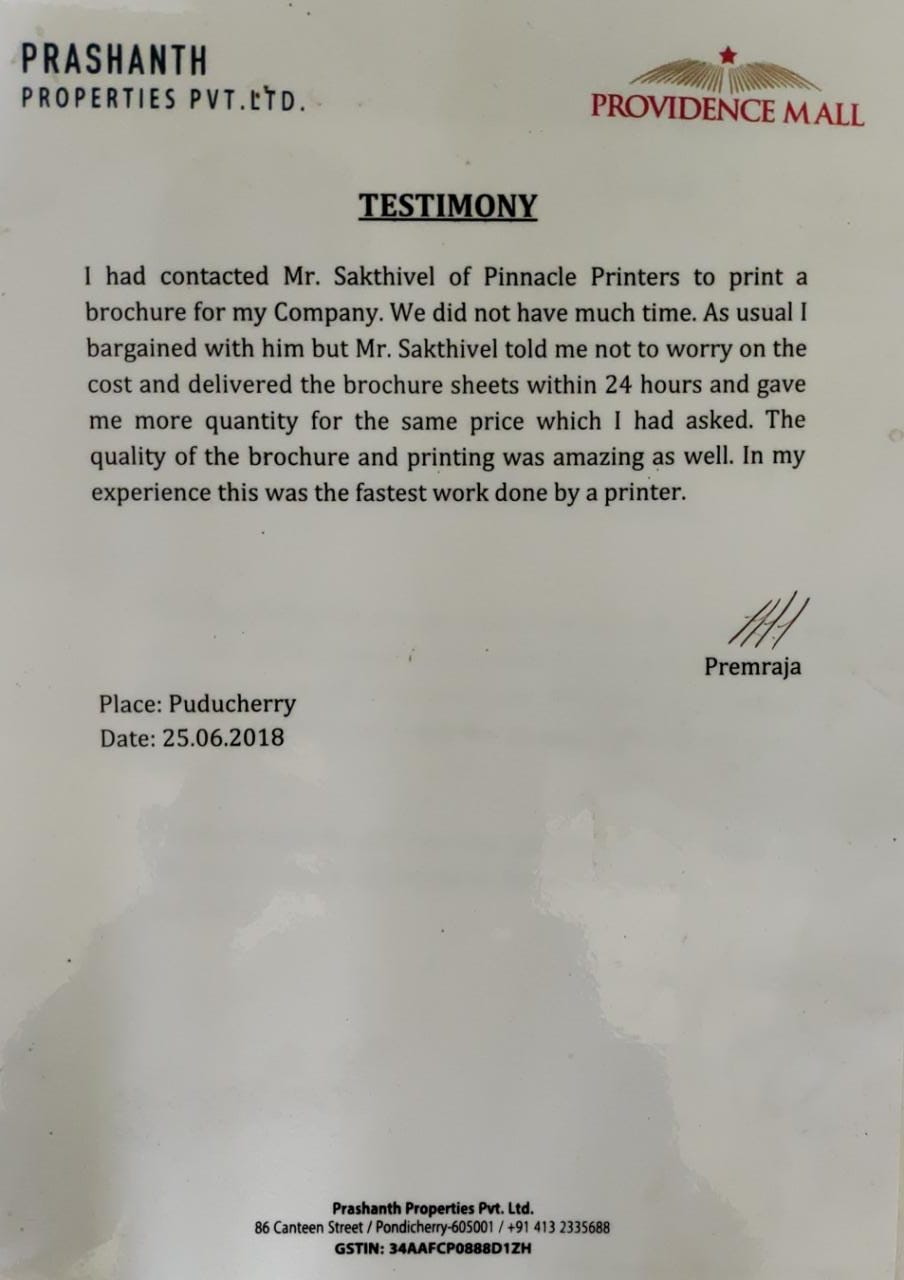 PRASHANTH
PROPERTIES PVT.LTD.
PROVIDENCE MALL
TESTIMONY
I had contacted Mr. Sakthivel of Pinnacle Printers to print a
brochure for my Company. We did not have much time. As usual I
bargained with him but Mr. Sakthivel told me not to worry on the
cost and delivered the brochure sheets within 24 hours and gave
me more quantity for the same price which I had asked. The
quality of the brochure and printing was amazing as well. In my
experience this was the fastest work done by a printer.
Premraja
Place: Puducherry
Date: 25.06.2018
Prashanth Properties Pvt. Ltd.
86 Canteen Street / Pondicherry-605001 / +91 413 2335688
GSTIN: 34AAFCP0888D1ZH